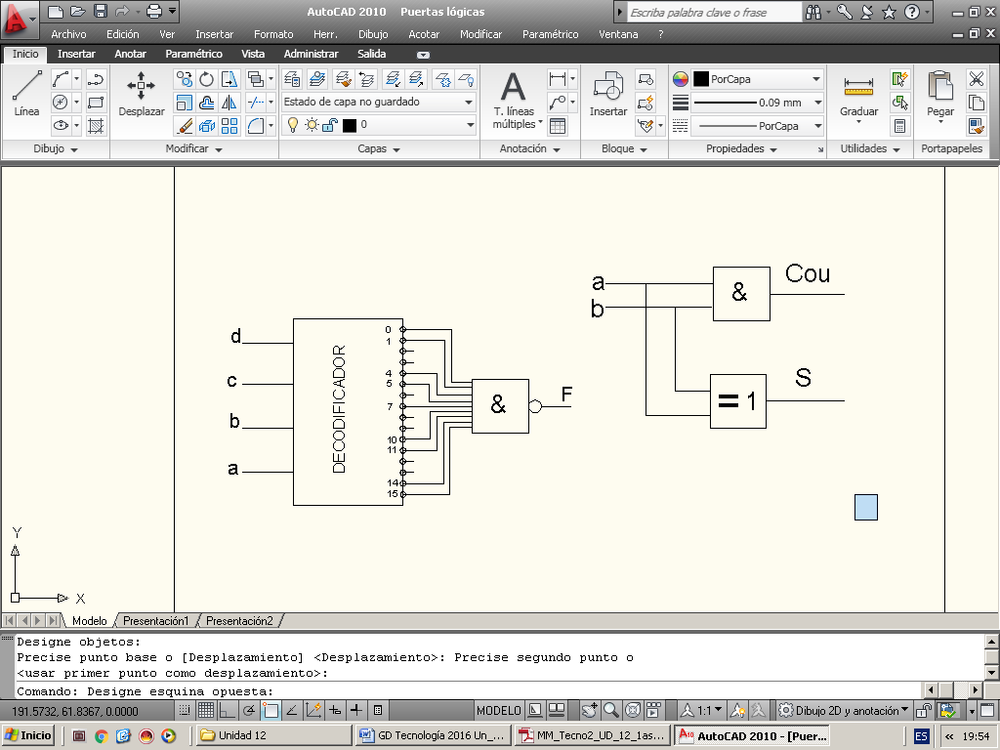 AutoCAD 2010 Puertas lógicas
Escriba palabra clave o frase
Archivo Edición Ver Insertar Formato Herr. Dibujo Acotar Modificar Paramétrico Ventana ?
Inicio Insertar Anotar Paramétrico Vista Administrar Salida
Línea
Desplazar
Estado de capa no guardado
0
A
T. líneas
múltiples
Insertar
PorCapa
0.09 mm
PorCapa
Graduar
Pegar
Dibujo Modificar Capas Anotación Bloque Propiedades Utilidades Portapapeles
d
c
b
a
DECODIFICADOR
0
1
4
5
7
10
11
14
15
&
F
a
b
&
Cou
= 1
S
Y
X
Modelo Presentación1 Presentación2
Designe objetos:
Precise punto base o [Desplazamiento] <Desplazamiento>: Precise segundo punto o
<usar primer punto como desplazamiento>:
Comando: Designe esquina opuesta:
191.5732, 61.8367, 0.0000
MODELO
1:1
Dibujo 2D y anotación
Inicio
Unidad 12
GD Tecnología 2016 Un_...
MM_Tecno2_UD_12_1as...
AutoCAD 2010 - [Puer...
ES
«
19:54